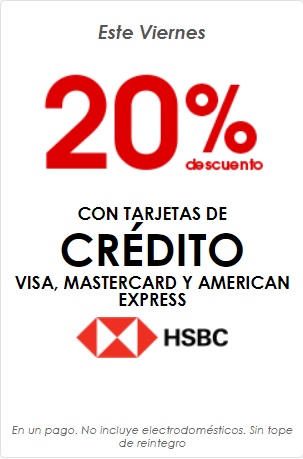 Este Viernes
20%
descuento
CON TARJETAS DE
CRÉDITO
VISA, MASTERCARD Y AMERICAN
EXPRESS
HSBC
En un pago. No incluye electrodomésticos. Sin tope
de reintegro